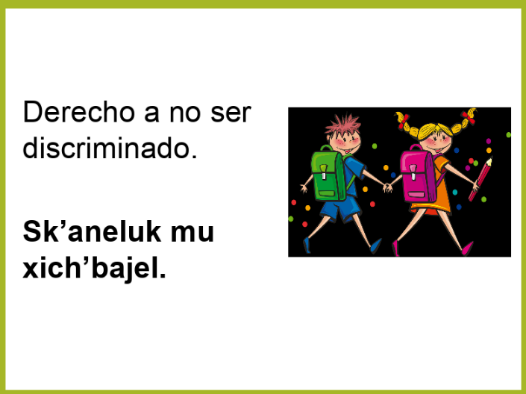 Derecho a no ser
discriminado.
Sk’aneluk mu
xich’bajel.